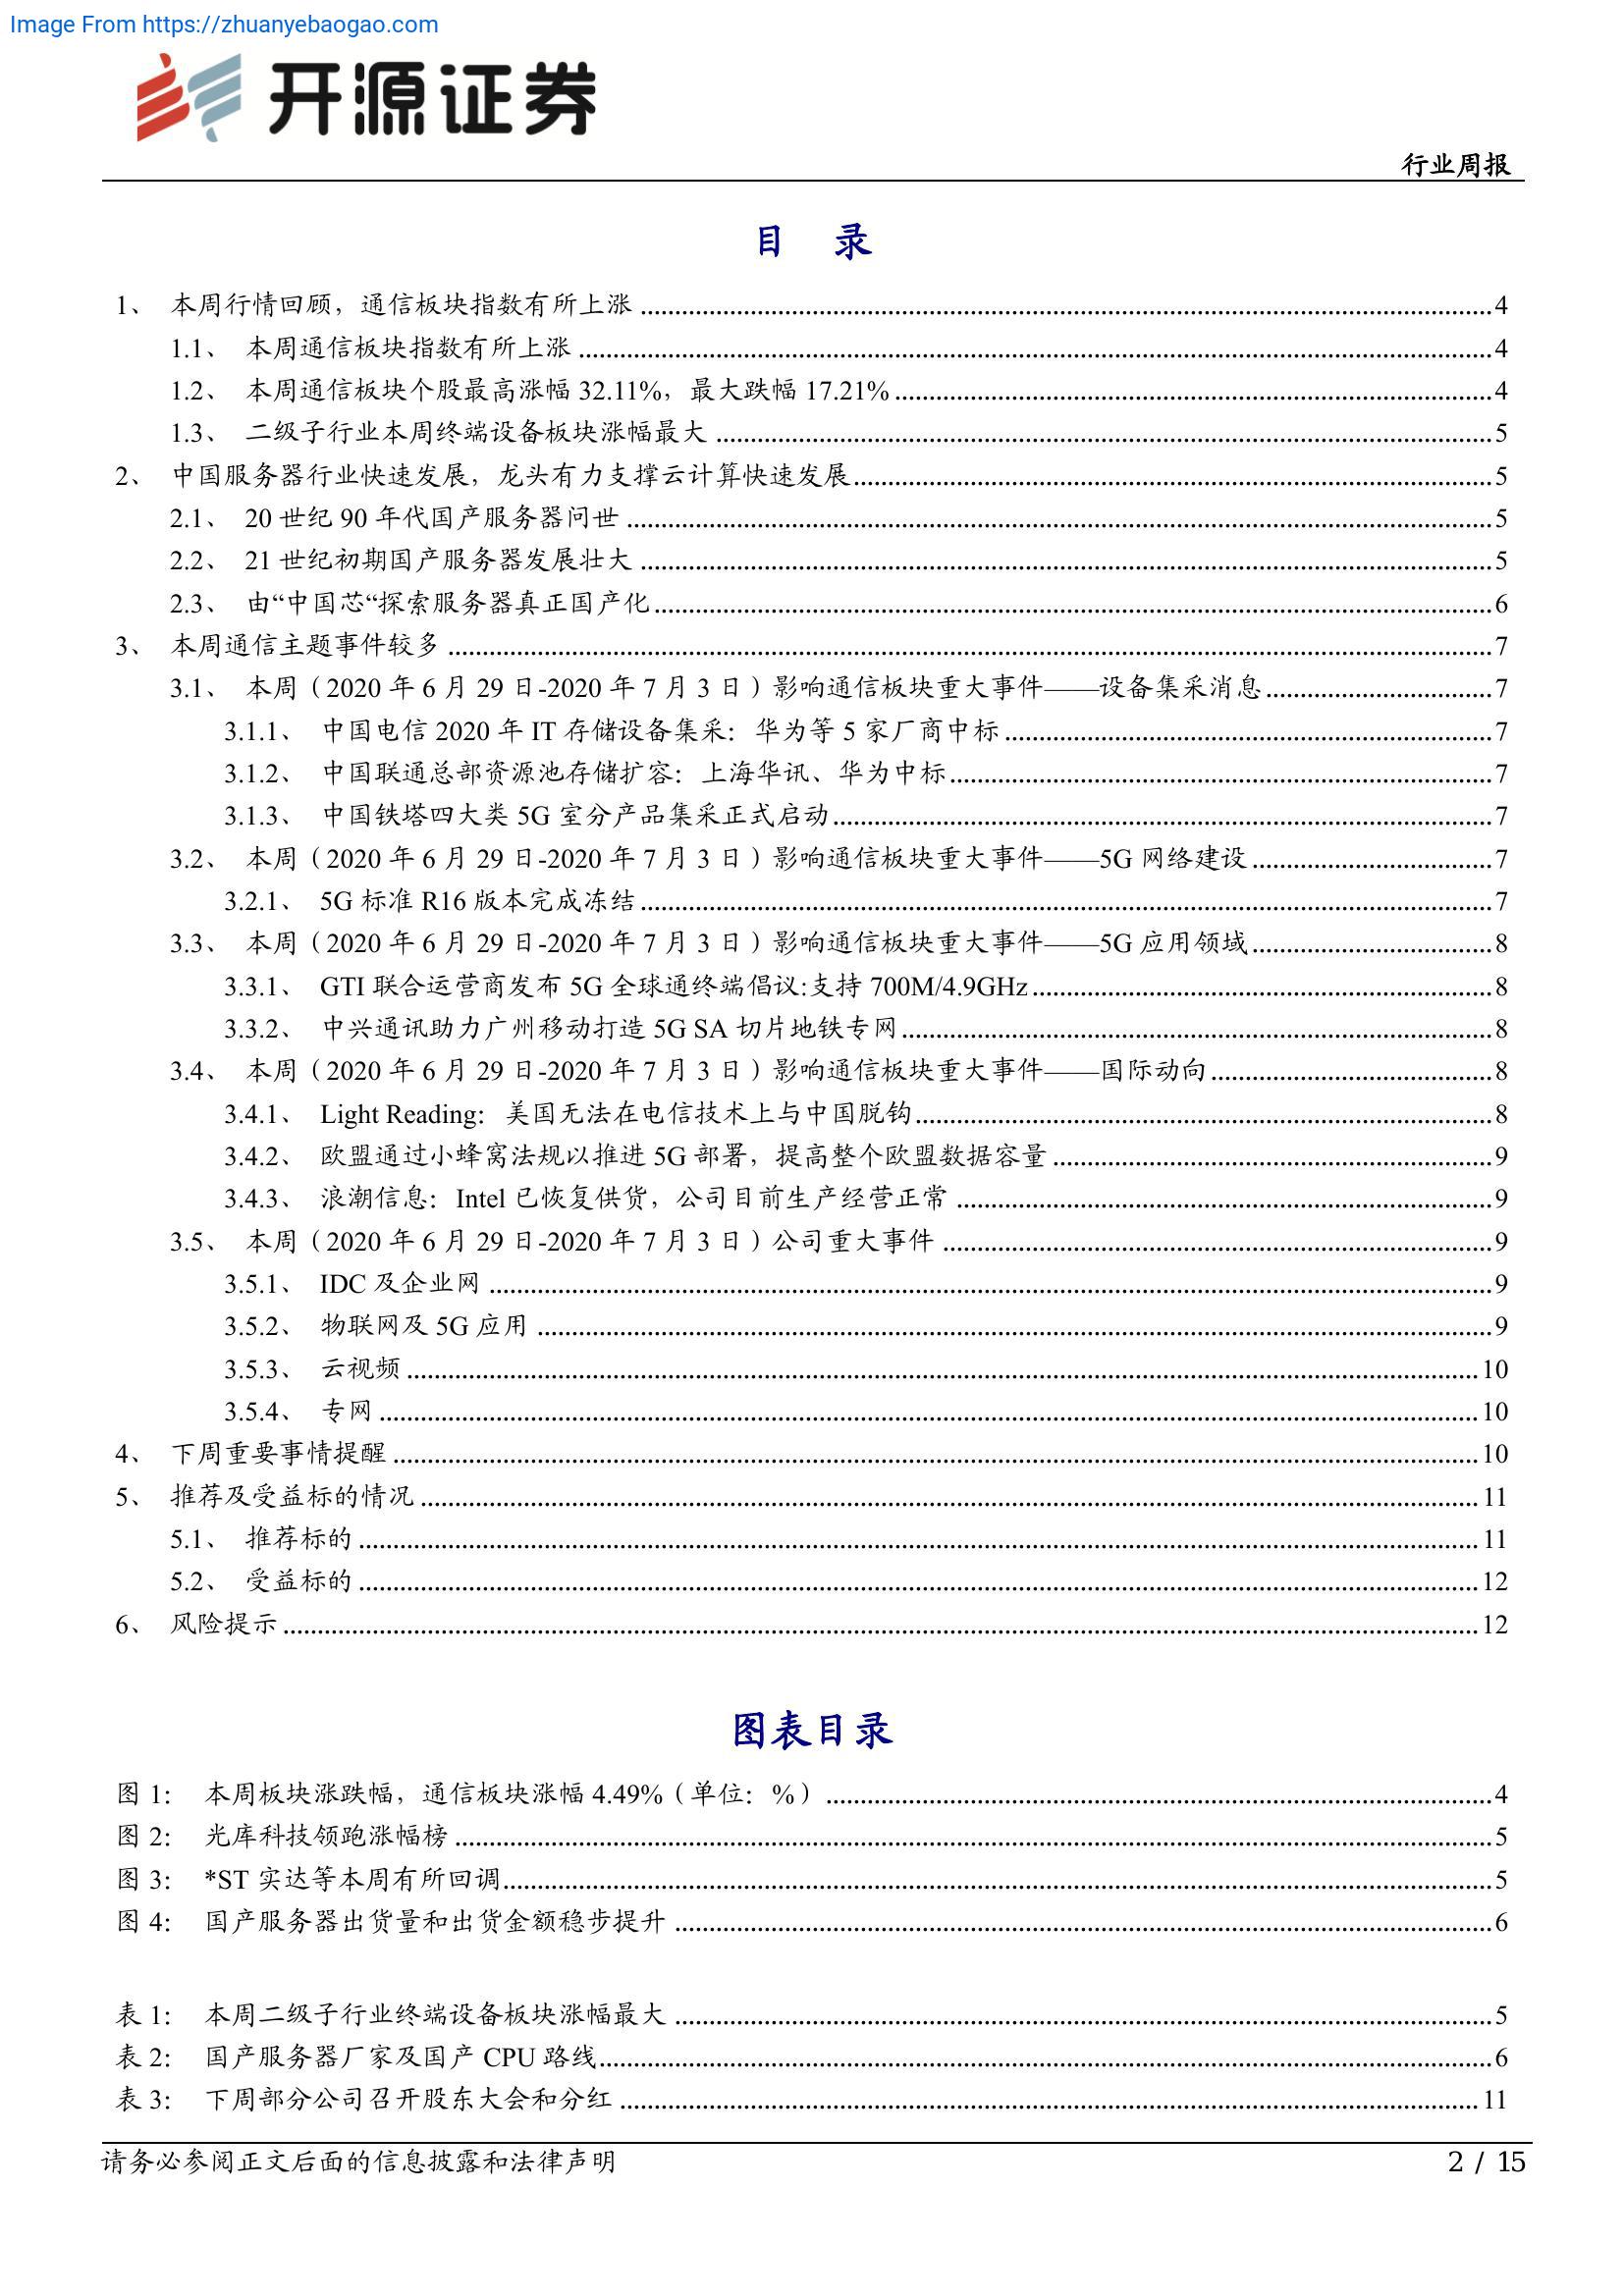 Image From https://zhuanyebaogao.com
开源证券
行业周报
目 录
1、 本周行情回顾，通信板块指数有所上涨 4
1.1、 本周通信板块指数有所上涨 4
1.2、 本周通信板块个股最高涨幅 32.11%，最大跌幅 17.21% 4
1.3、 二级子行业本周终端设备板块涨幅最大 5
2、 中国服务器行业快速发展，龙头有力支撑云计算快速发展 5
2.1、 20 世纪 90 年代国产服务器问世 5
2.2、 21 世纪初期国产服务器发展壮大 5
2.3、 由“中国芯“探索服务器真正国产化 6
3、 本周通信主题事件较多 7
3.1、 本周（2020 年 6 月 29 日-2020 年 7 月 3 日）影响通信板块重大事件——设备集采消息 7
3.1.1、 中国电信 2020 年 IT 存储设备集采：华为等 5 家厂商中标 7
3.1.2、 中国联通总部资源池存储扩容：上海华讯、华为中标 7
3.1.3、 中国铁塔四大类 5G 室分产品集采正式启动 7
3.2、 本周（2020 年 6 月 29 日-2020 年 7 月 3 日）影响通信板块重大事件——5G 网络建设 7
3.2.1、 5G 标准 R16 版本完成冻结 7
3.3、 本周（2020 年 6 月 29 日-2020 年 7 月 3 日）影响通信板块重大事件——5G 应用领域 8
3.3.1、 GTI 联合运营商发布 5G 全球通终端倡议:支持 700M/4.9GHz 8
3.3.2、 中兴通讯助力广州移动打造 5G SA 切片地铁专网 8
3.4、 本周（2020 年 6 月 29 日-2020 年 7 月 3 日）影响通信板块重大事件——国际动向 8
3.4.1、 Light Reading：美国无法在电信技术上与中国脱钩 8
3.4.2、 欧盟通过小蜂窝法规以推进 5G 部署，提高整个欧盟数据容量 9
3.4.3、 浪潮信息：Intel 已恢复供货，公司目前生产经营正常 9
3.5、 本周（2020 年 6 月 29 日-2020 年 7 月 3 日）公司重大事件 9
3.5.1、 IDC 及企业网 9
3.5.2、 物联网及 5G 应用 9
3.5.3、 云视频 10
3.5.4、 专网 10
4、 下周重要事情提醒 10
5、 推荐及受益标的情况 11
5.1、 推荐标的 11
5.2、 受益标的 12
6、 风险提示 12
图表目录
图 1： 本周板块涨跌幅，通信板块涨幅 4.49%（单位：%） 4
图 2： 光库科技领跑涨幅榜 5
图 3： *ST 实达等本周有所回调 5
图 4： 国产服务器出货量和出货金额稳步提升 6
表 1： 本周二级子行业终端设备板块涨幅最大 5
表 2： 国产服务器厂家及国产 CPU 路线 6
表 3： 下周部分公司召开股东大会和分红 11
请务必参阅正文后面的信息披露和法律声明
2 / 15